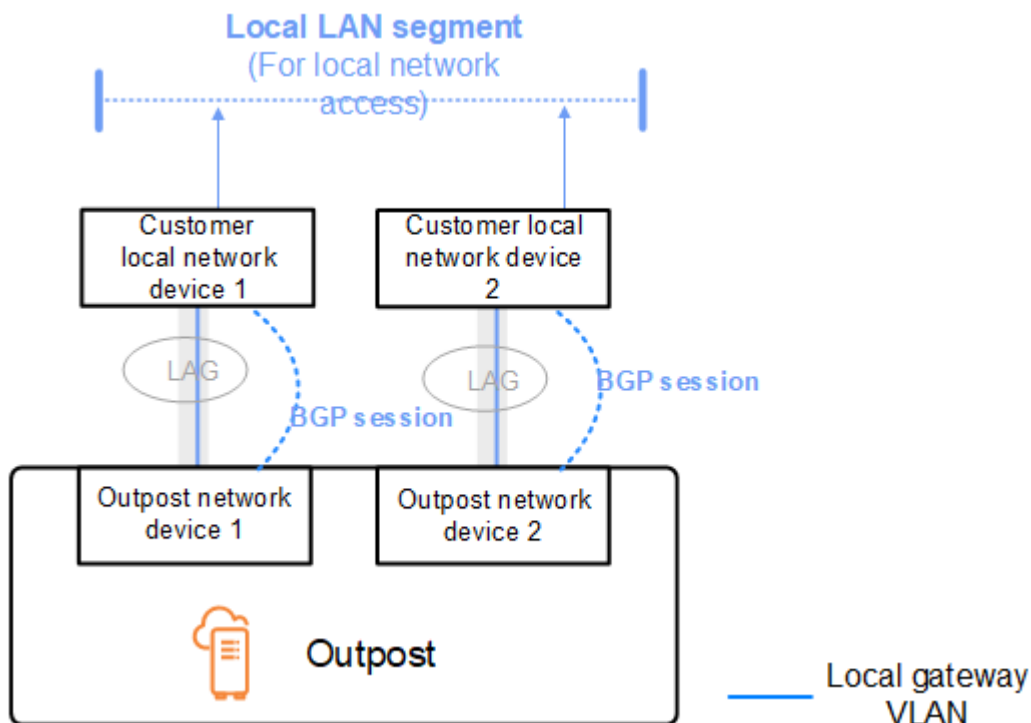 Local LAN segment
(For local network
access)
Customer
local network
device 1
Customer local
network device
2
LAG
LAG
BGP session
BGP session
Outpost network
device 1
Outpost network
device 2
Outpost
Local gateway
VLAN